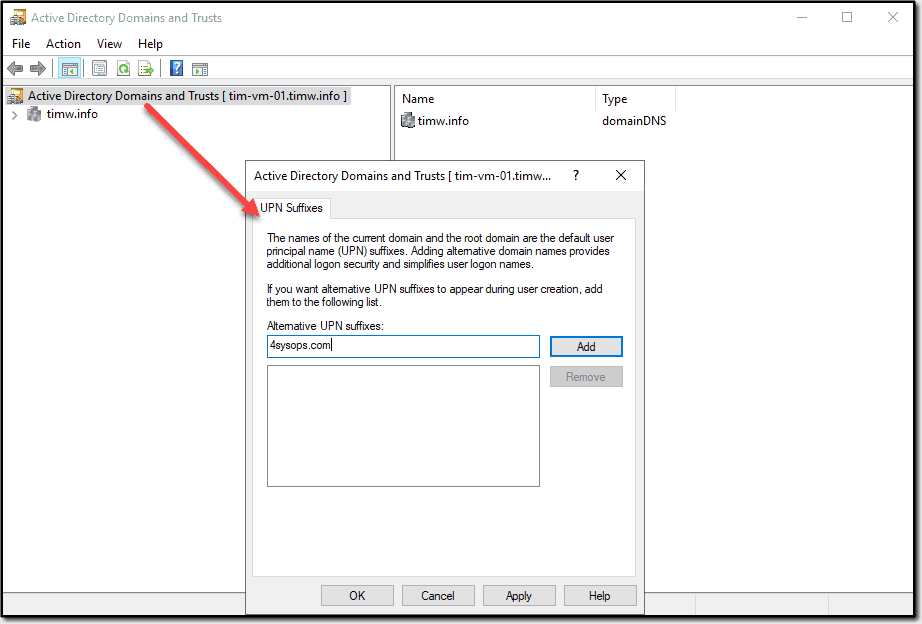 Active Directory Domains and Trusts
File Action View Help
Active Directory Domains and Trusts [ tim-vm-01.timw.info ]
timw.info
Name Type
timw.info domainDNS
Active Directory Domains and Trusts [ tim-vm-01.timw... ?
UPN Suffixes
The names of the current domain and the root domain are the default user
principal name (UPN) suffixes. Adding alternative domain names provides
additional logon security and simplifies user logon names.
If you want alternative UPN suffixes to appear during user creation, add
them to the following list.
Alternative UPN suffixes:
4sysops.com
Add
Remove
OK Cancel Apply Help